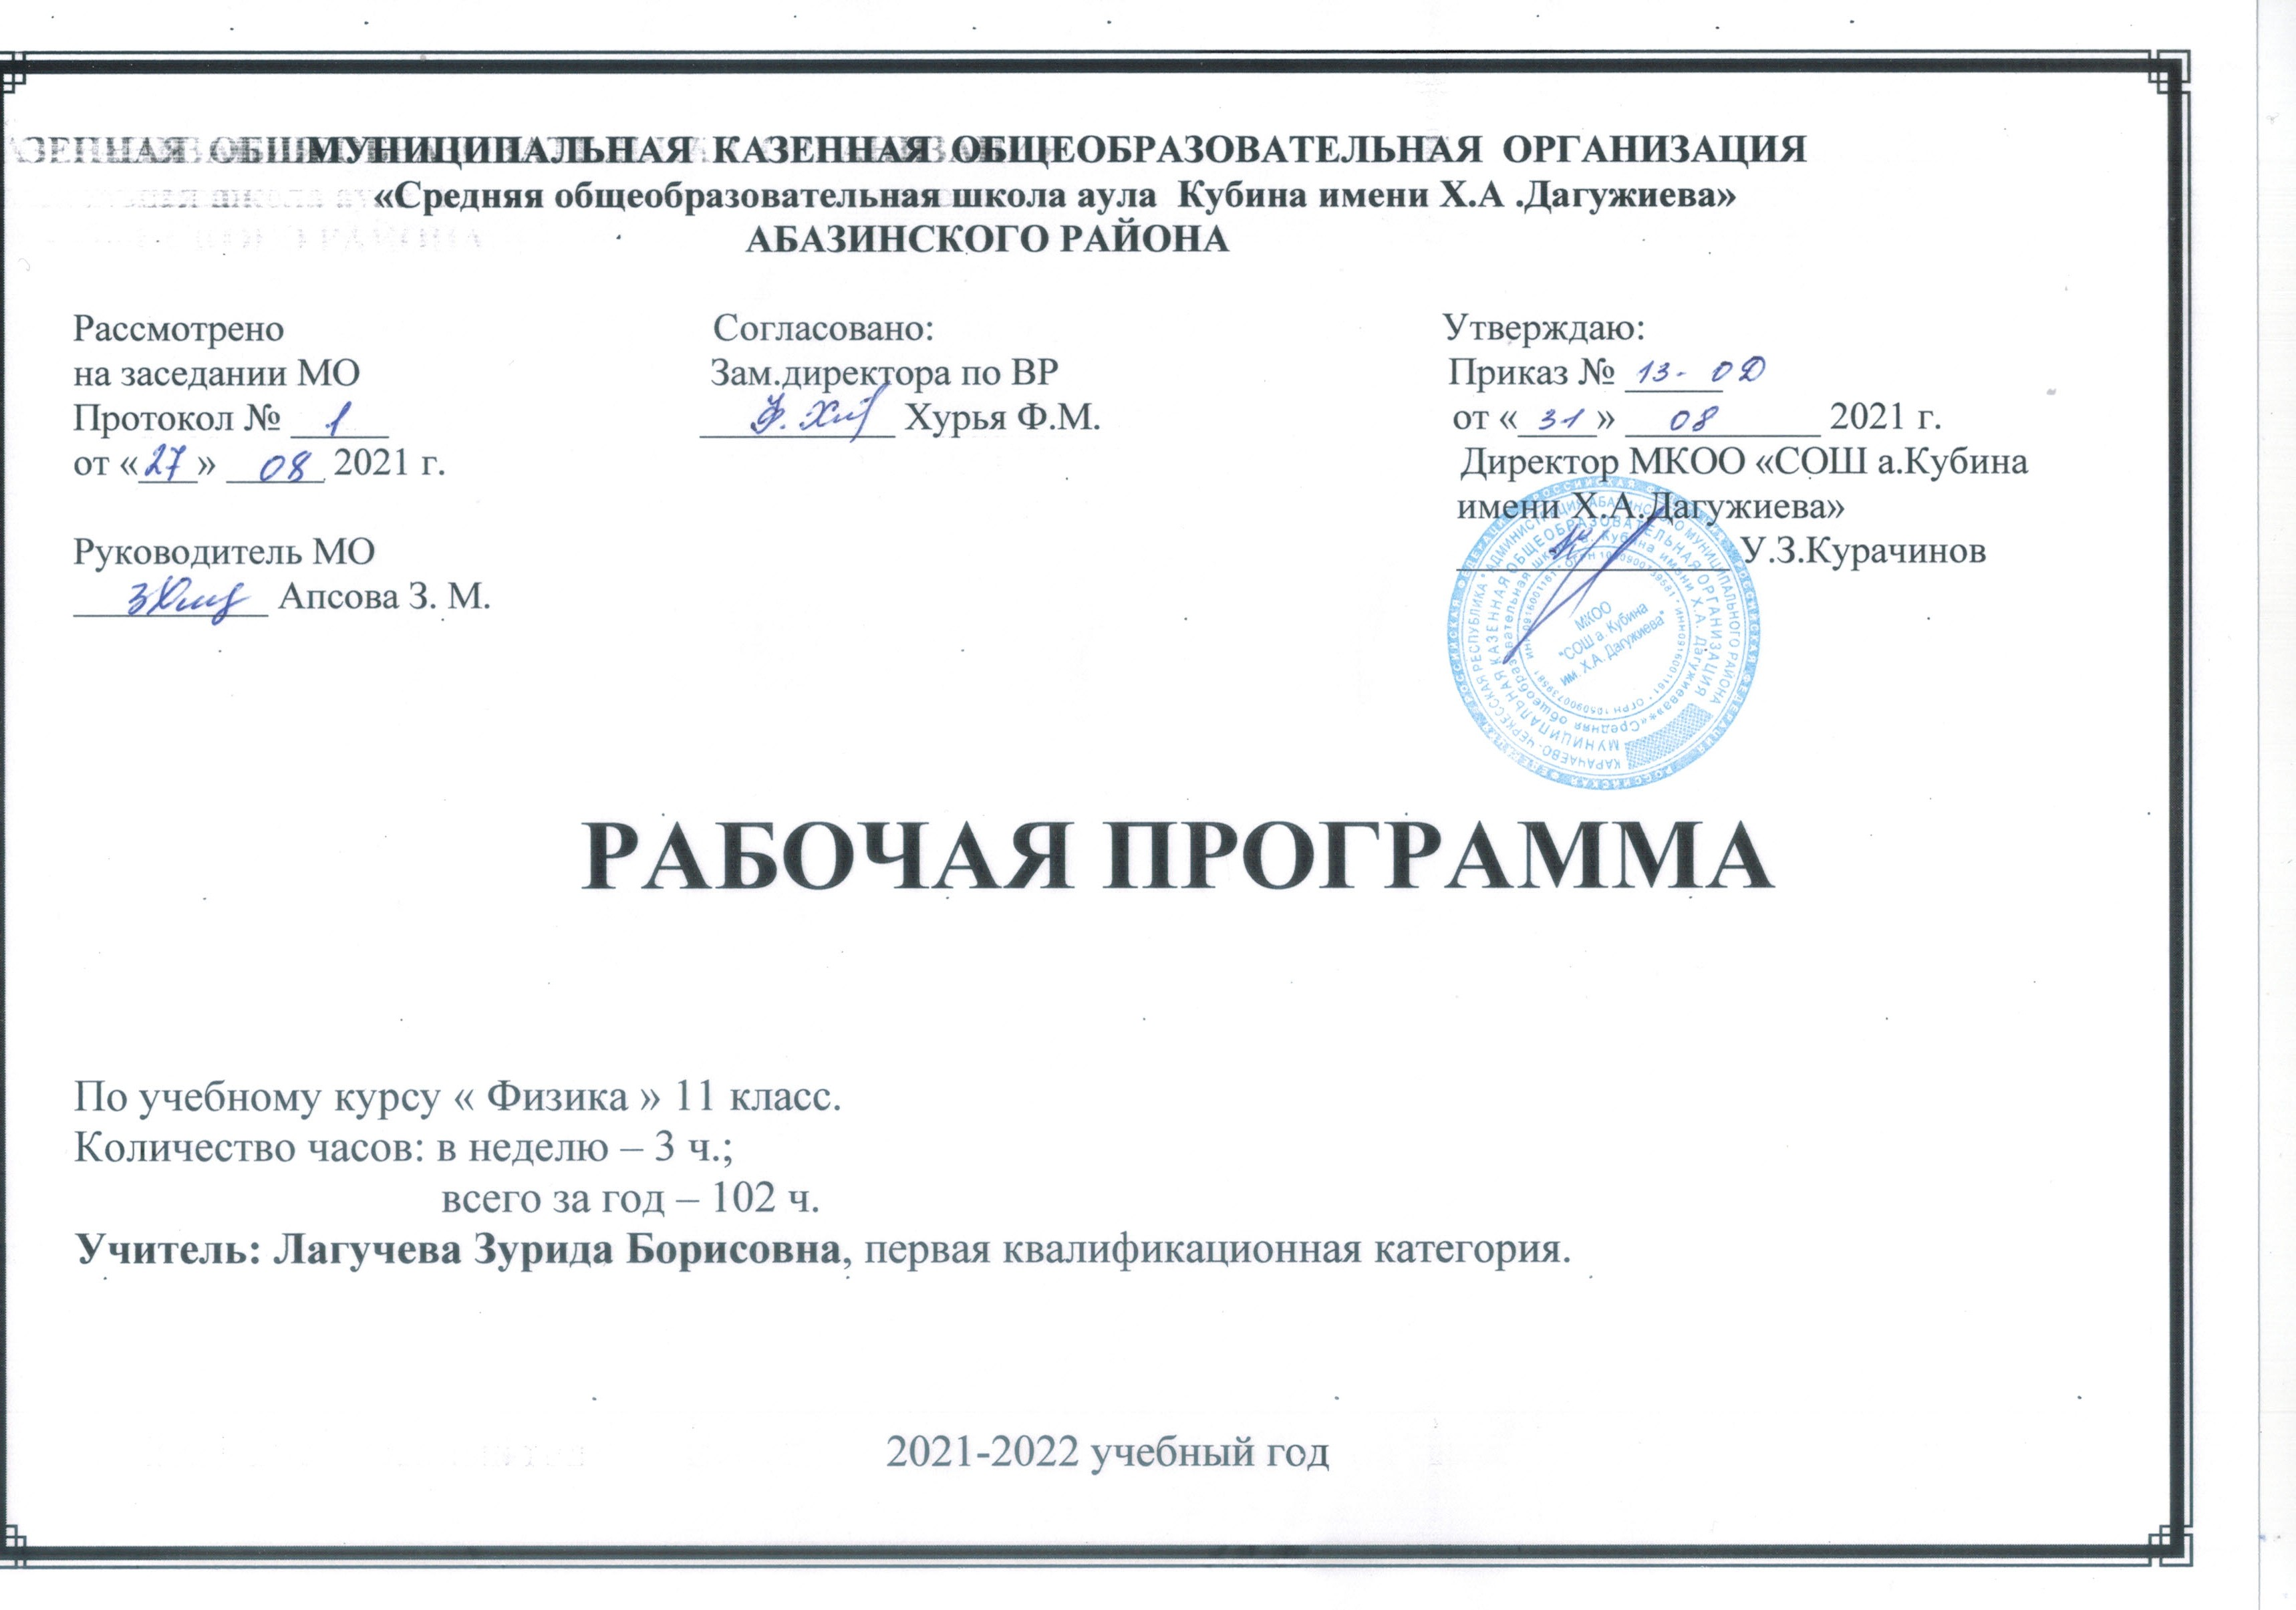 МУНИЦИПАЛЬНАЯ КАЗЕННАЯ ОБЩЕОБРАЗОВАТЕЛЬНАЯ ОРГАНИЗАЦИЯ
«Средняя общеобразовательная школа аула Кубина имени Х.А .Дагужиева»
АБАЗИНСКОГО РАЙОНА
Рассмотрено
на заседании МО
Протокол № 1
от «27» 08 2021 г.
Руководитель МО
Апсова З. М.
Согласовано:
Зам.директора по ВР
Хурья Ф.М.
Утверждаю:
Приказ № 13- ОД
от «31» 08 2021 г.
Директор МКОО «СОШ а.Кубина
имени Х.А.Дагужиева»
У.З.Курачинов
МКОО
"СОШ а. Кубина
им. Х.А. Дагужиева"
РАБОЧАЯ ПРОГРАММА
По учебному курсу « Физика » 11 класс.
Количество часов: в неделю – 3 ч.;
всего за год – 102 ч.
Учитель: Лагучева Зурида Борисовна, первая квалификационная категория.
2021-2022 учебный год